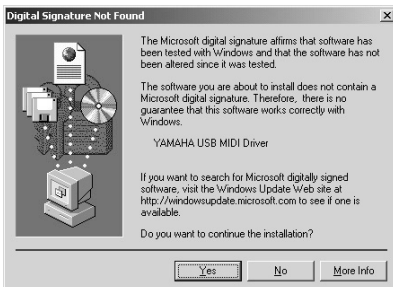 Digital Signature Not Found
The Microsoft digital signature affirms that software has
been tested with Windows and that the software has not
been altered since it was tested.
The software you are about to install does not contain a
Microsoft digital signature. Therefore, there is no
guarantee that this software works correctly with
Windows.
YAMAHA USB MIDI Driver
If you want to search for Microsoft digitally signed
software, visit the Windows Update Web site at
http://windowsupdate.microsoft.com to see if one is
available.
Do you want to continue the installation?
Yes No More Info